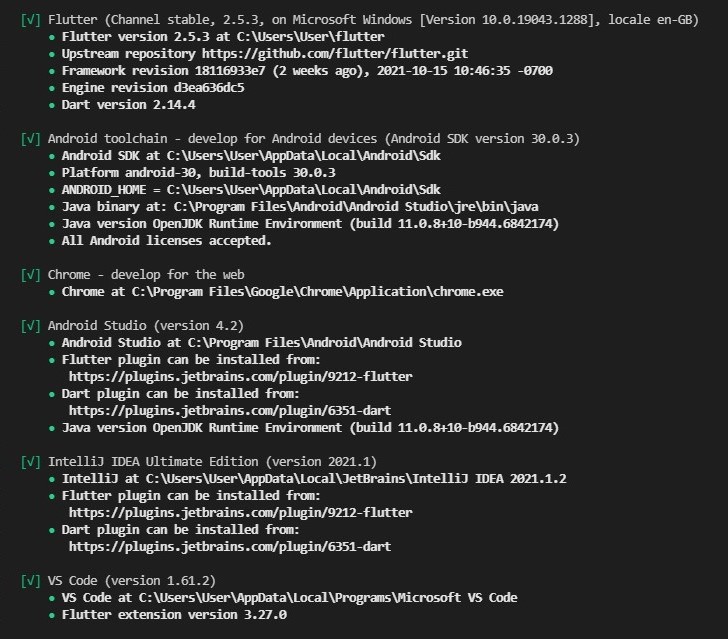 [√] Flutter (Channel stable, 2.5.3, on Microsoft Windows [Version 10.0.19043.1288], locale en-GB)
• Flutter version 2.5.3 at C:\Users\User\flutter
• Upstream repository https://github.com/flutter/flutter.git
• Framework revision 18116933e7 (2 weeks ago), 2021-10-15 10:46:35 -0700
• Engine revision d3ea636dc5
• Dart version 2.14.4
[√] Android toolchain - develop for Android devices (Android SDK version 30.0.3)
• Android SDK at C:\Users\User\AppData\Local\Android\Sdk
• Platform android-30, build-tools 30.0.3
• ANDROID_HOME = C:\Users\User\AppData\Local\Android\Sdk
• Java binary at: C:\Program Files\Android\Android Studio\jre\bin\java
• Java version OpenJDK Runtime Environment (build 11.0.8+10-b944.6842174)
• All Android licenses accepted.
[√] Chrome - develop for the web
• Chrome at C:\Program Files\Google\Chrome\Application\chrome.exe
[√] Android Studio (version 4.2)
• Android Studio at C:\Program Files\Android\Android Studio
• Flutter plugin can be installed from:
https://plugins.jetbrains.com/plugin/9212-flutter
• Dart plugin can be installed from:
https://plugins.jetbrains.com/plugin/6351-dart
• Java version OpenJDK Runtime Environment (build 11.0.8+10-b944.6842174)
[√] IntelliJ IDEA Ultimate Edition (version 2021.1)
• IntelliJ at C:\Users\User\AppData\Local\JetBrains\IntelliJ IDEA 2021.1.2
• Flutter plugin can be installed from:
https://plugins.jetbrains.com/plugin/9212-flutter
• Dart plugin can be installed from:
https://plugins.jetbrains.com/plugin/6351-dart
[√] VS Code (version 1.61.2)
• VS Code at C:\Users\User\AppData\Local\Programs\Microsoft VS Code
• Flutter extension version 3.27.0